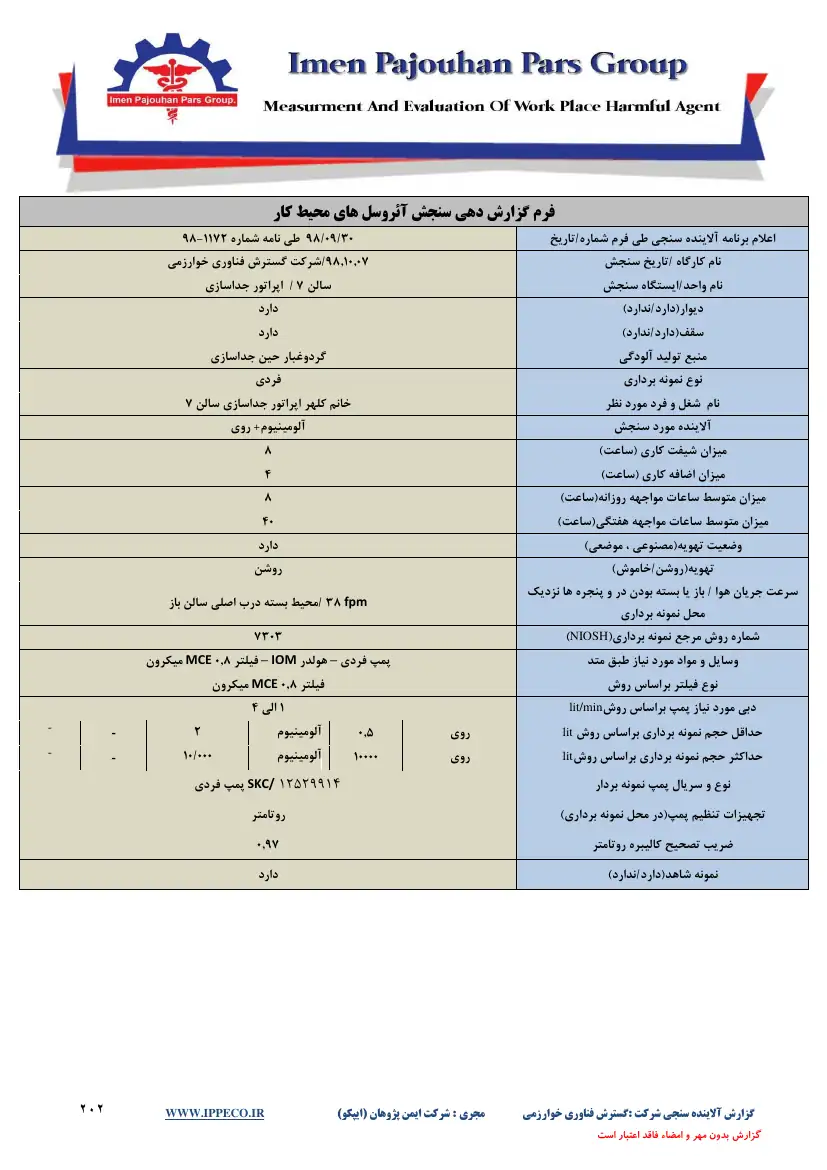 Imen Pajouhan Pars Group
Imen Pajouhan Pars Group.
Measurment And Evaluation Of Work Place Harmful Agent
فرم گزارش دهی سنجش آئروسل های محیط کار
اعلام برنامه آلاینده سنجی طی فرم شماره/تاریخ ۹۸/۰۹/۳۰ طی نامه شماره ۱۱۷۲-۹۸
نام کارگاه /تاریخ سنجش ۹۸,۱۰,۰۷/شرکت گسترش فناوری خوارزمی
نام واحد/ایستگاه سنجش سالن ۷ / اپراتور جداسازی
دیوار(دارد/ندارد) دارد
سقف(دارد/ندارد) دارد
منبع تولید آلودگی گردوغبار حین جداسازی
نوع نمونه برداری فردی
نام شغل و فرد مورد نظر خانم کلهر اپراتور جداسازی سالن ۷
آلاینده مورد سنجش آلومینیوم+ روی
میزان شیفت کاری (ساعت) ۸
میزان اضافه کاری (ساعت) ۴
میزان متوسط ساعات مواجهه روزانه(ساعت) ۸
میزان متوسط ساعات مواجهه هفتگی(ساعت) ۴۰
وضعیت تهویه(مصنوعی ، موضعی) دارد
تهویه(روشن/خاموش) روشن
سرعت جریان هوا / باز یا بسته بودن در و پنجره ها نزدیک
محل نمونه برداری ۳۸ fpm /محیط بسته درب اصلی سالن باز
شماره روش مرجع نمونه برداری(NIOSH) ۷۳۰۳
وسایل و مواد مورد نیاز طبق متد پمپ فردی – هولدر IOM – فیلتر MCE ۰,۸ میکرون
نوع فیلتر براساس روش فیلتر MCE ۰,۸ میکرون
دبی مورد نیاز پمپ براساس روشlit/min ۱ الی ۴
حداقل حجم نمونه برداری براساس روش lit روی ۰,۵ آلومینیوم ۲ - -
حداکثر حجم نمونه برداری براساس روشlit روی ۱۰۰۰۰ آلومینیوم ۱۰/۰۰۰ - -
نوع و سریال پمپ نمونه بردار ۱۲۵۲۹۹۱۴ /SKC پمپ فردی
تجهیزات تنظیم پمپ(در محل نمونه برداری) روتامتر
ضریب تصحیح کالیبره روتامتر ۰,۹۷
نمونه شاهد(دارد/ندارد) دارد
گزارش آلاینده سنجی شرکت :گسترش فناوری خوارزمی مجری : شرکت ایمن پژوهان (ایپکو) WWW.IPPECO.IR ۲۰۲
گزارش بدون مهر و امضاء فاقد اعتبار است